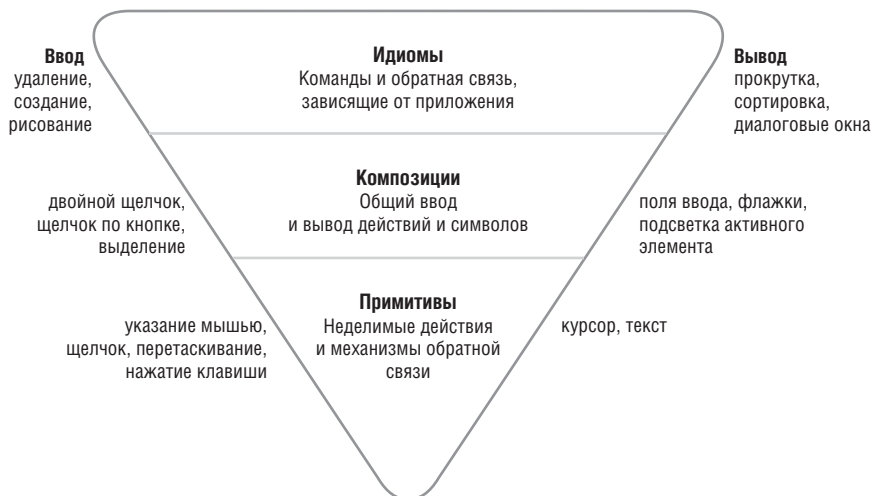 Ввод
удаление,
создание,
рисование
Идиомы
Команды и обратная связь,
зависящие от приложения
Вывод
прокрутка,
сортировка,
диалоговые окна
двойной щелчок,
щелчок по кнопке,
выделение
Композиции
Общий ввод
и вывод действий и символов
поля ввода, флажки,
подсветка активного
элемента
указание мышью,
щелчок, перетаскивание,
нажатие клавиши
Примитивы
Неделимые действия
и механизмы обратной
связи
курсор, текст